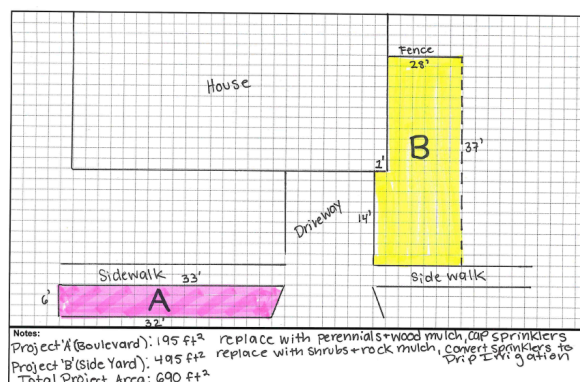 Fence
28'
House
B
37'
1'
Driveway
14'
Sidewalk
33'
Sidewalk
6'
A
32'
Notes:
Project 'A' (Boulevard): 195 ft² replace with perennials + wood mulch, cap sprinklers
Project 'B' (Side Yard): 495 ft² replace with shrubs + rock mulch, convert sprinklers to
Drip Irrigation
Total Project Area: 690 ft²